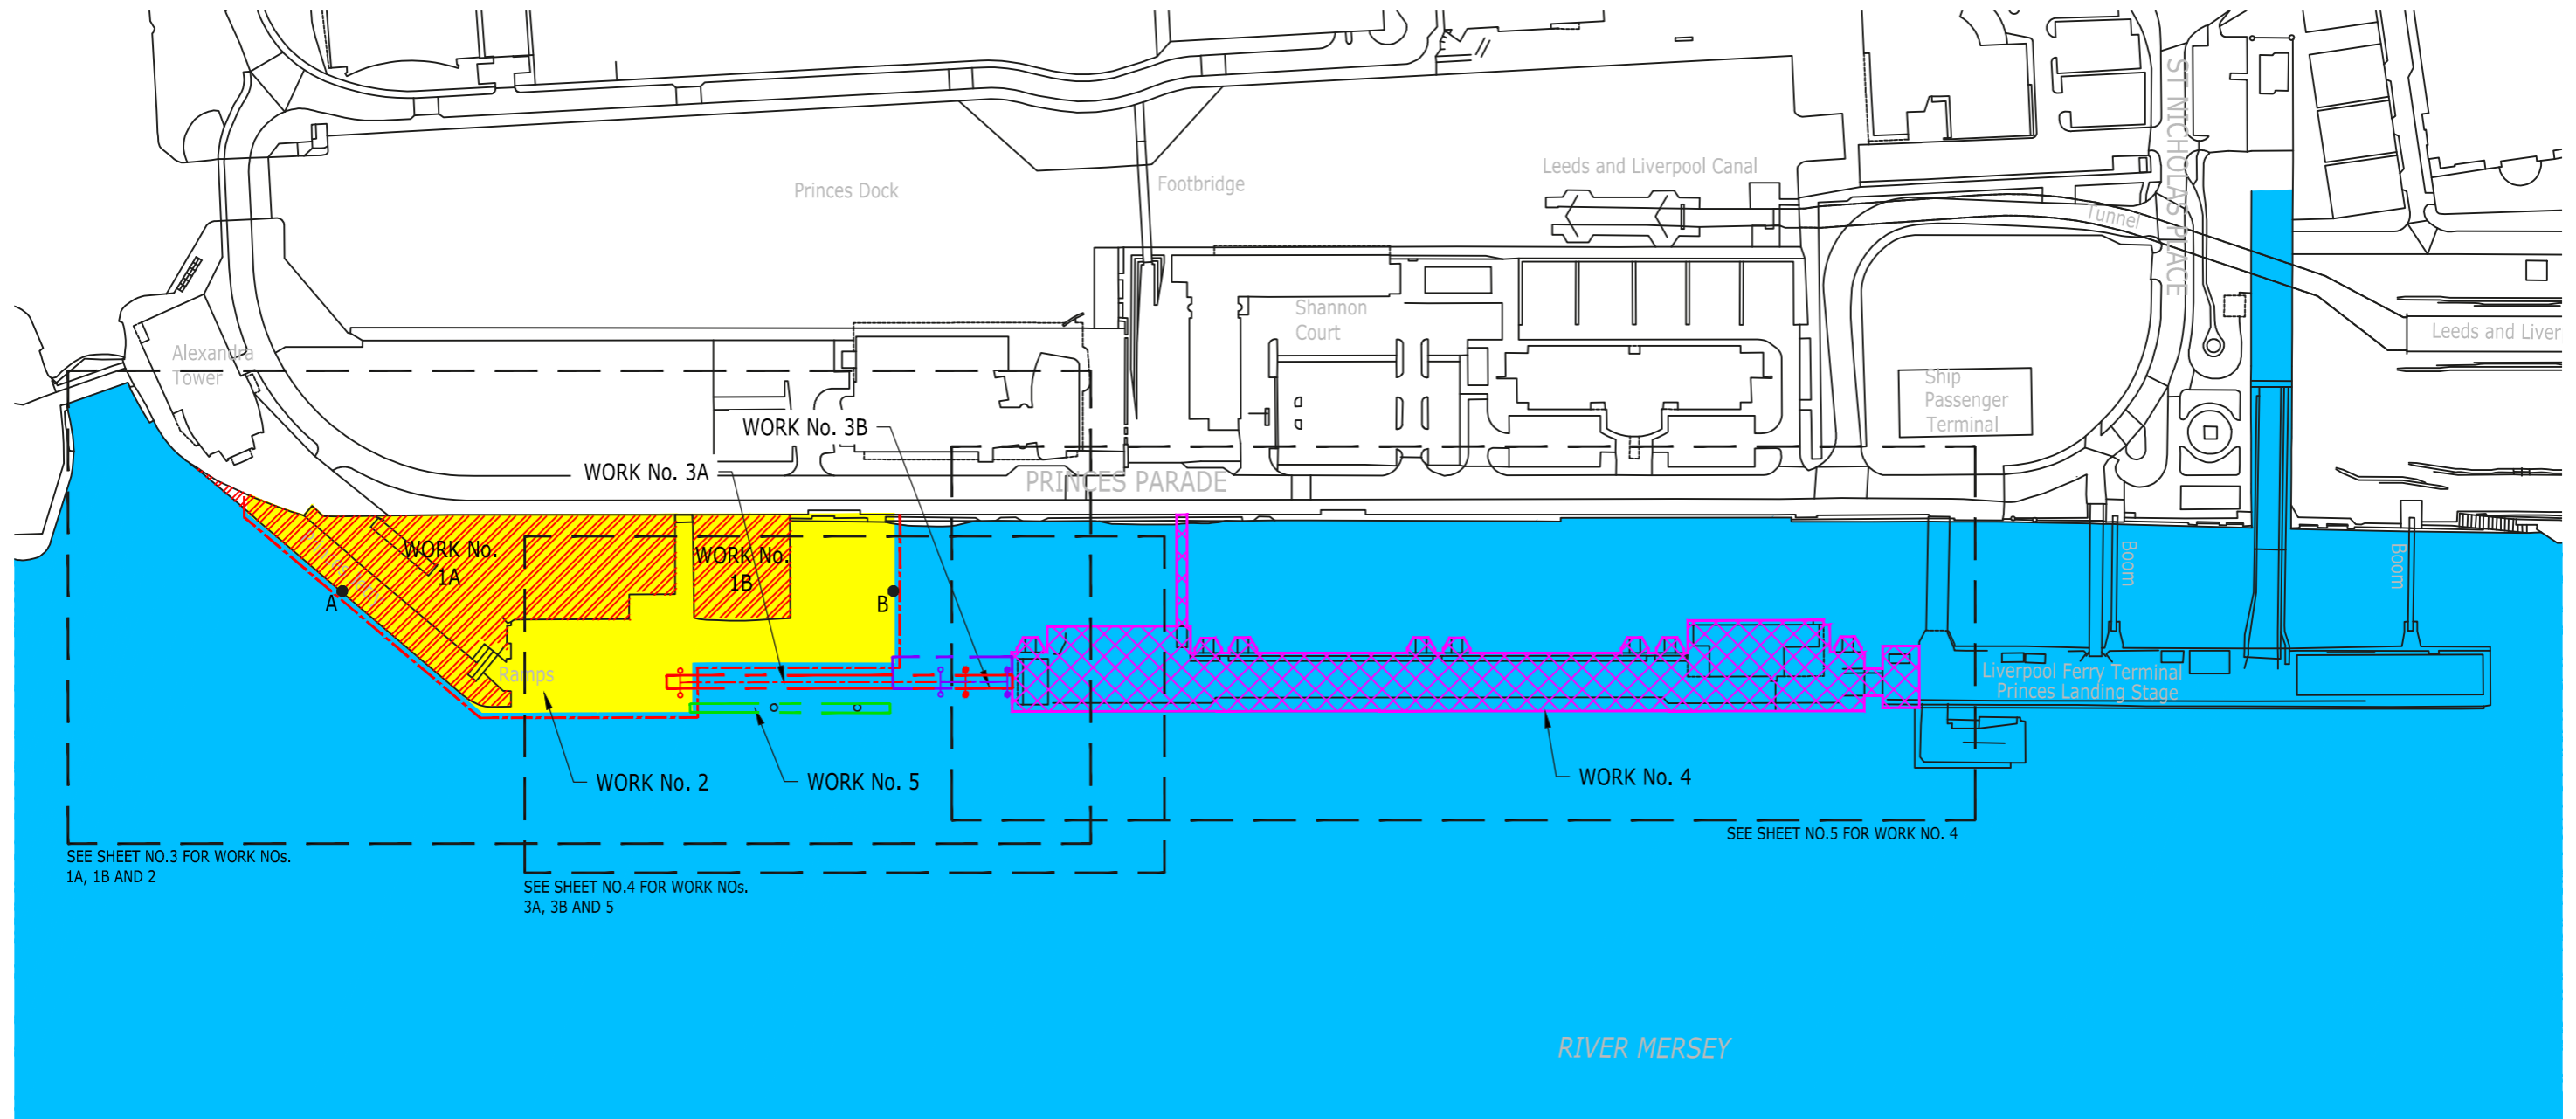 ST NICHOLAS PLACE
Leeds and Liverpool Canal
Princes Dock
Footbridge
Tunnel
Shannon
Court
Leeds and Liver
Alexandra
Tower
Ship
Passenger
Terminal
WORK No. 3B
WORK No. 3A
PRINCES PARADE
WORK No.
1A
WORK No.
1B
A
B
Boom
Boom
Ramps
Liverpool Ferry Terminal
Princes Landing Stage
WORK No. 2
WORK No. 5
WORK No. 4
SEE SHEET NO.5 FOR WORK NO. 4
SEE SHEET NO.3 FOR WORK NOs.
1A, 1B AND 2
SEE SHEET NO.4 FOR WORK NOs.
3A, 3B AND 5
RIVER MERSEY